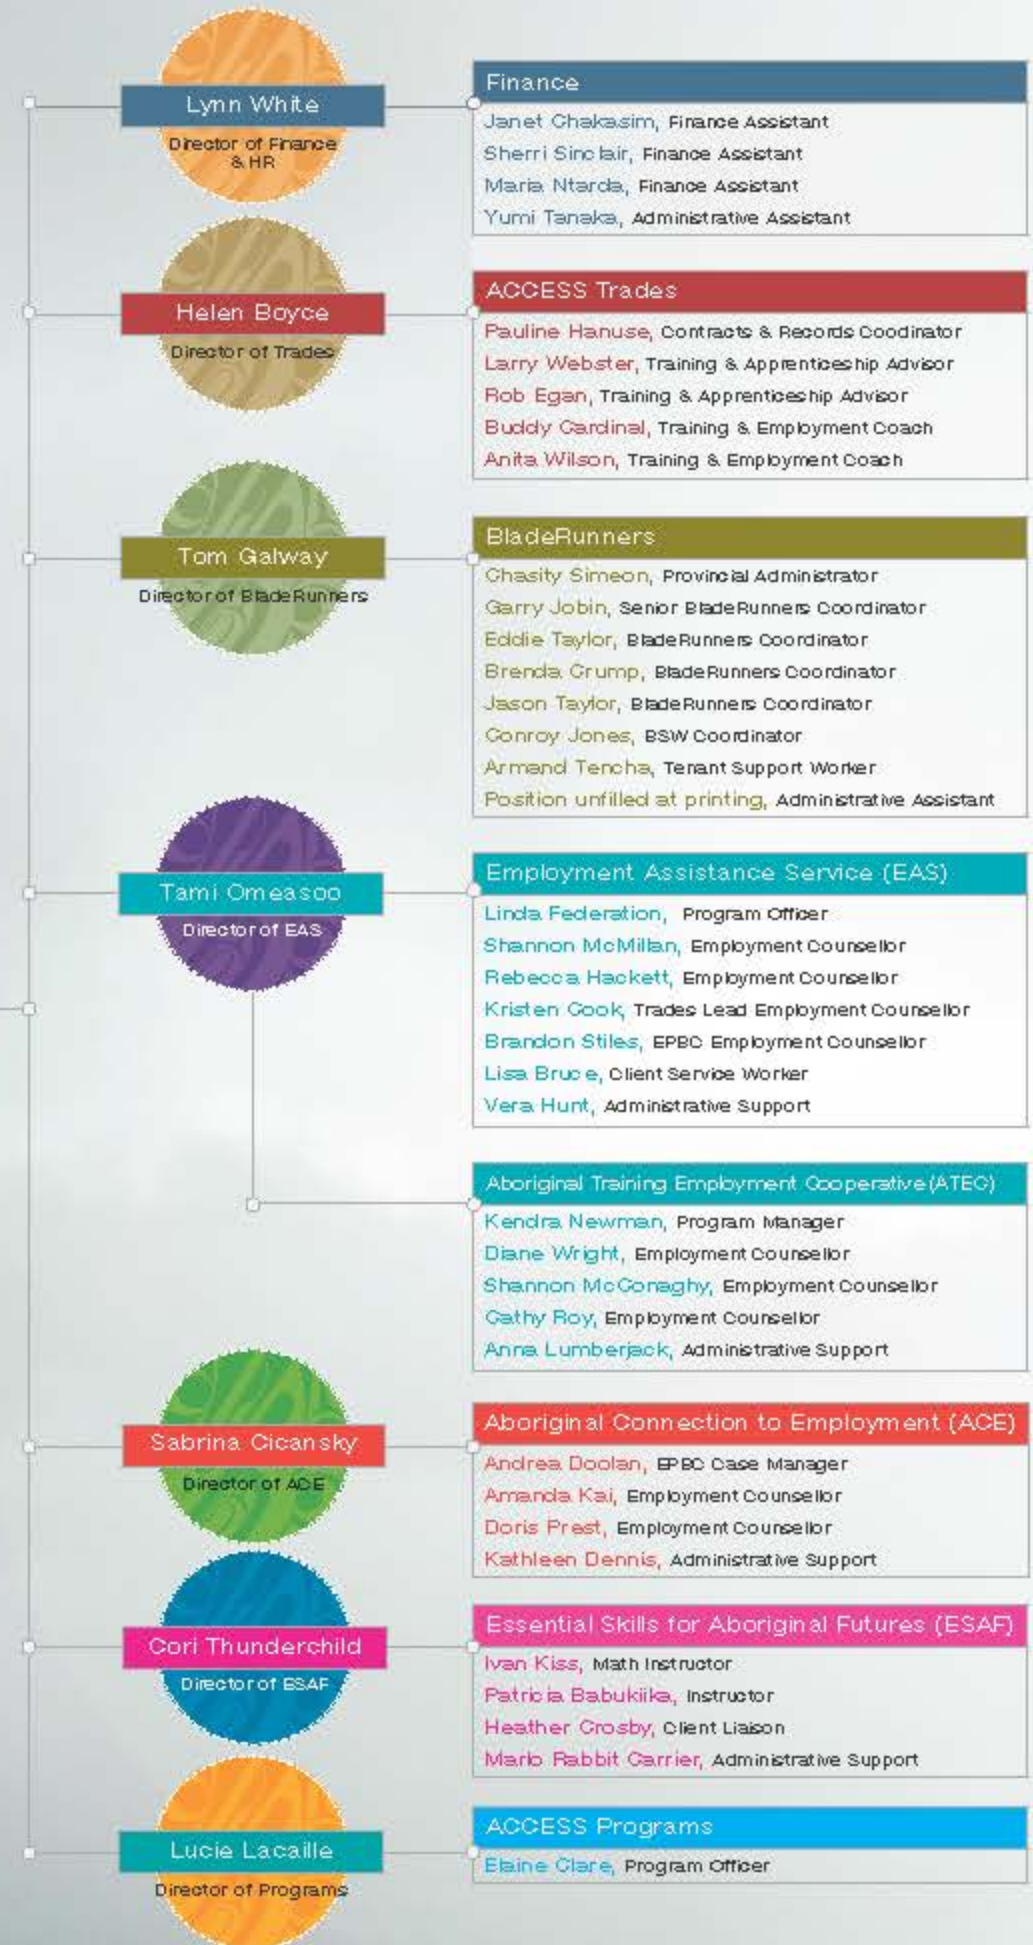 Lynn White
Director of Finance
& HR
Finance
Janet Chakasim, Finance Assistant
Sherri Sinclair, Finance Assistant
Maria Ntarda, Finance Assistant
Yumi Tanaka, Administrative Assistant
Helen Boyce
Director of Trades
ACCESS Trades
Pauline Hanuse, Contracts & Records Coodinator
Larry Webster, Training & Apprenticeship Advisor
Rob Egan, Training & Apprenticeship Advisor
Buddy Cardinal, Training & Employment Coach
Anita Wilson, Training & Employment Coach
Tom Galway
Director of BladeRunners
BladeRunners
Chasity Simeon, Provincial Administrator
Garry Jobin, Senior BladeRunners Coordinator
Eddie Taylor, BladeRunners Coordinator
Brenda Crump, BladeRunners Coordinator
Jason Taylor, BladeRunners Coordinator
Conroy Jones, BSW Coordinator
Armand Tencha, Tenant Support Worker
Position unfilled at printing, Administrative Assistant
Tami Omeasoo
Director of EAS
Employment Assistance Service (EAS)
Linda Federation, Program Officer
Shannon McMillan, Employment Counsellor
Rebecca Hackett, Employment Counsellor
Kristen Cook, Trades Lead Employment Counsellor
Brandon Stiles, EPBC Employment Counsellor
Lisa Bruce, Client Service Worker
Vera Hunt, Administrative Support
Aboriginal Training Employment Cooperative (ATEC)
Kendra Newman, Program Manager
Diane Wright, Employment Counsellor
Shannon McConaghy, Employment Counsellor
Cathy Roy, Employment Counsellor
Anna Lumberjack, Administrative Support
Sabrina Cicansky
Director of ACE
Aboriginal Connection to Employment (ACE)
Andrea Doolan, EPBC Case Manager
Amanda Kai, Employment Counsellor
Doris Prest, Employment Counsellor
Kathleen Dennis, Administrative Support
Cori Thunderchild
Director of ESAF
Essential Skills for Aboriginal Futures (ESAF)
Ivan Kiss, Math Instructor
Patricia Babukiika, Instructor
Heather Crosby, Client Liaison
Mario Rabbit Carrier, Administrative Support
Lucie Lacaille
Director of Programs
ACCESS Programs
Elaine Clare, Program Officer